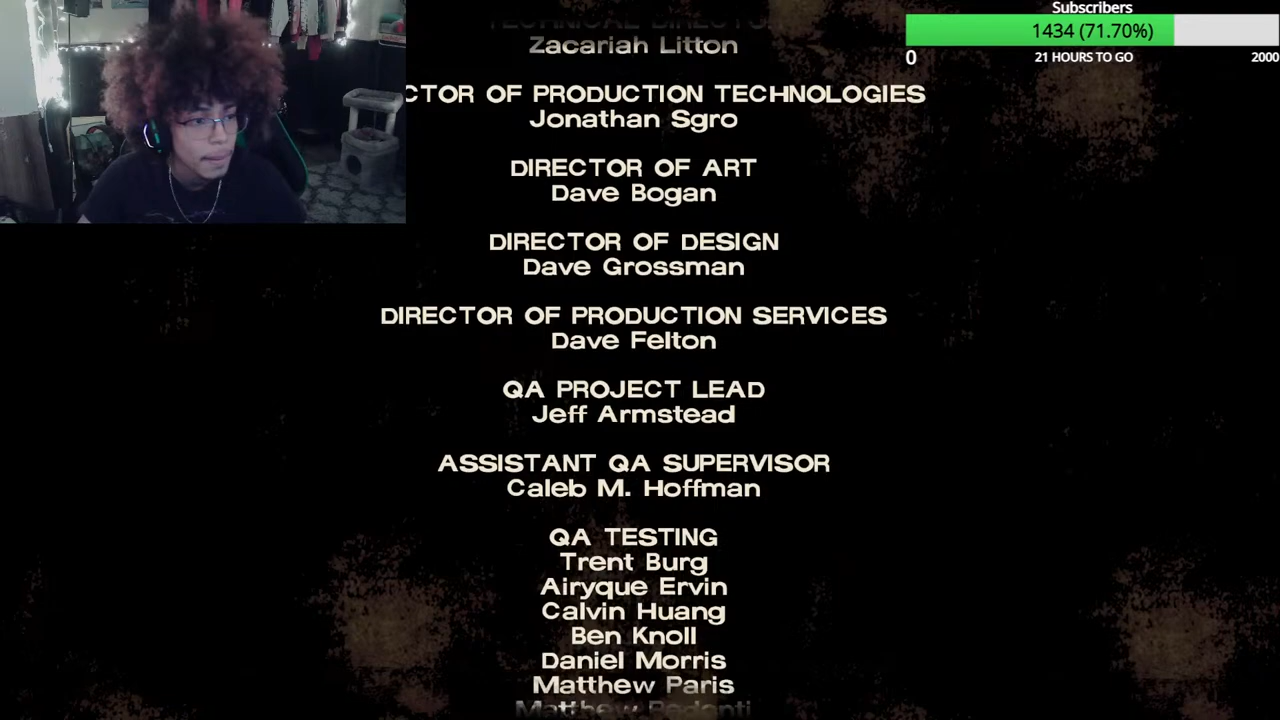 Subscribers
1434 (71.70%)
0 21 HOURS TO GO 2000
TECHNICAL DIRECTOR
Zacariah Litton
CTOR OF PRODUCTION TECHNOLOGIES
Jonathan Sgro
DIRECTOR OF ART
Dave Bogan
DIRECTOR OF DESIGN
Dave Grossman
DIRECTOR OF PRODUCTION SERVICES
Dave Felton
QA PROJECT LEAD
Jeff Armstead
ASSISTANT QA SUPERVISOR
Caleb M. Hoffman
QA TESTING
Trent Burg
Airyque Ervin
Calvin Huang
Ben Knoll
Daniel Morris
Matthew Paris
Matthew